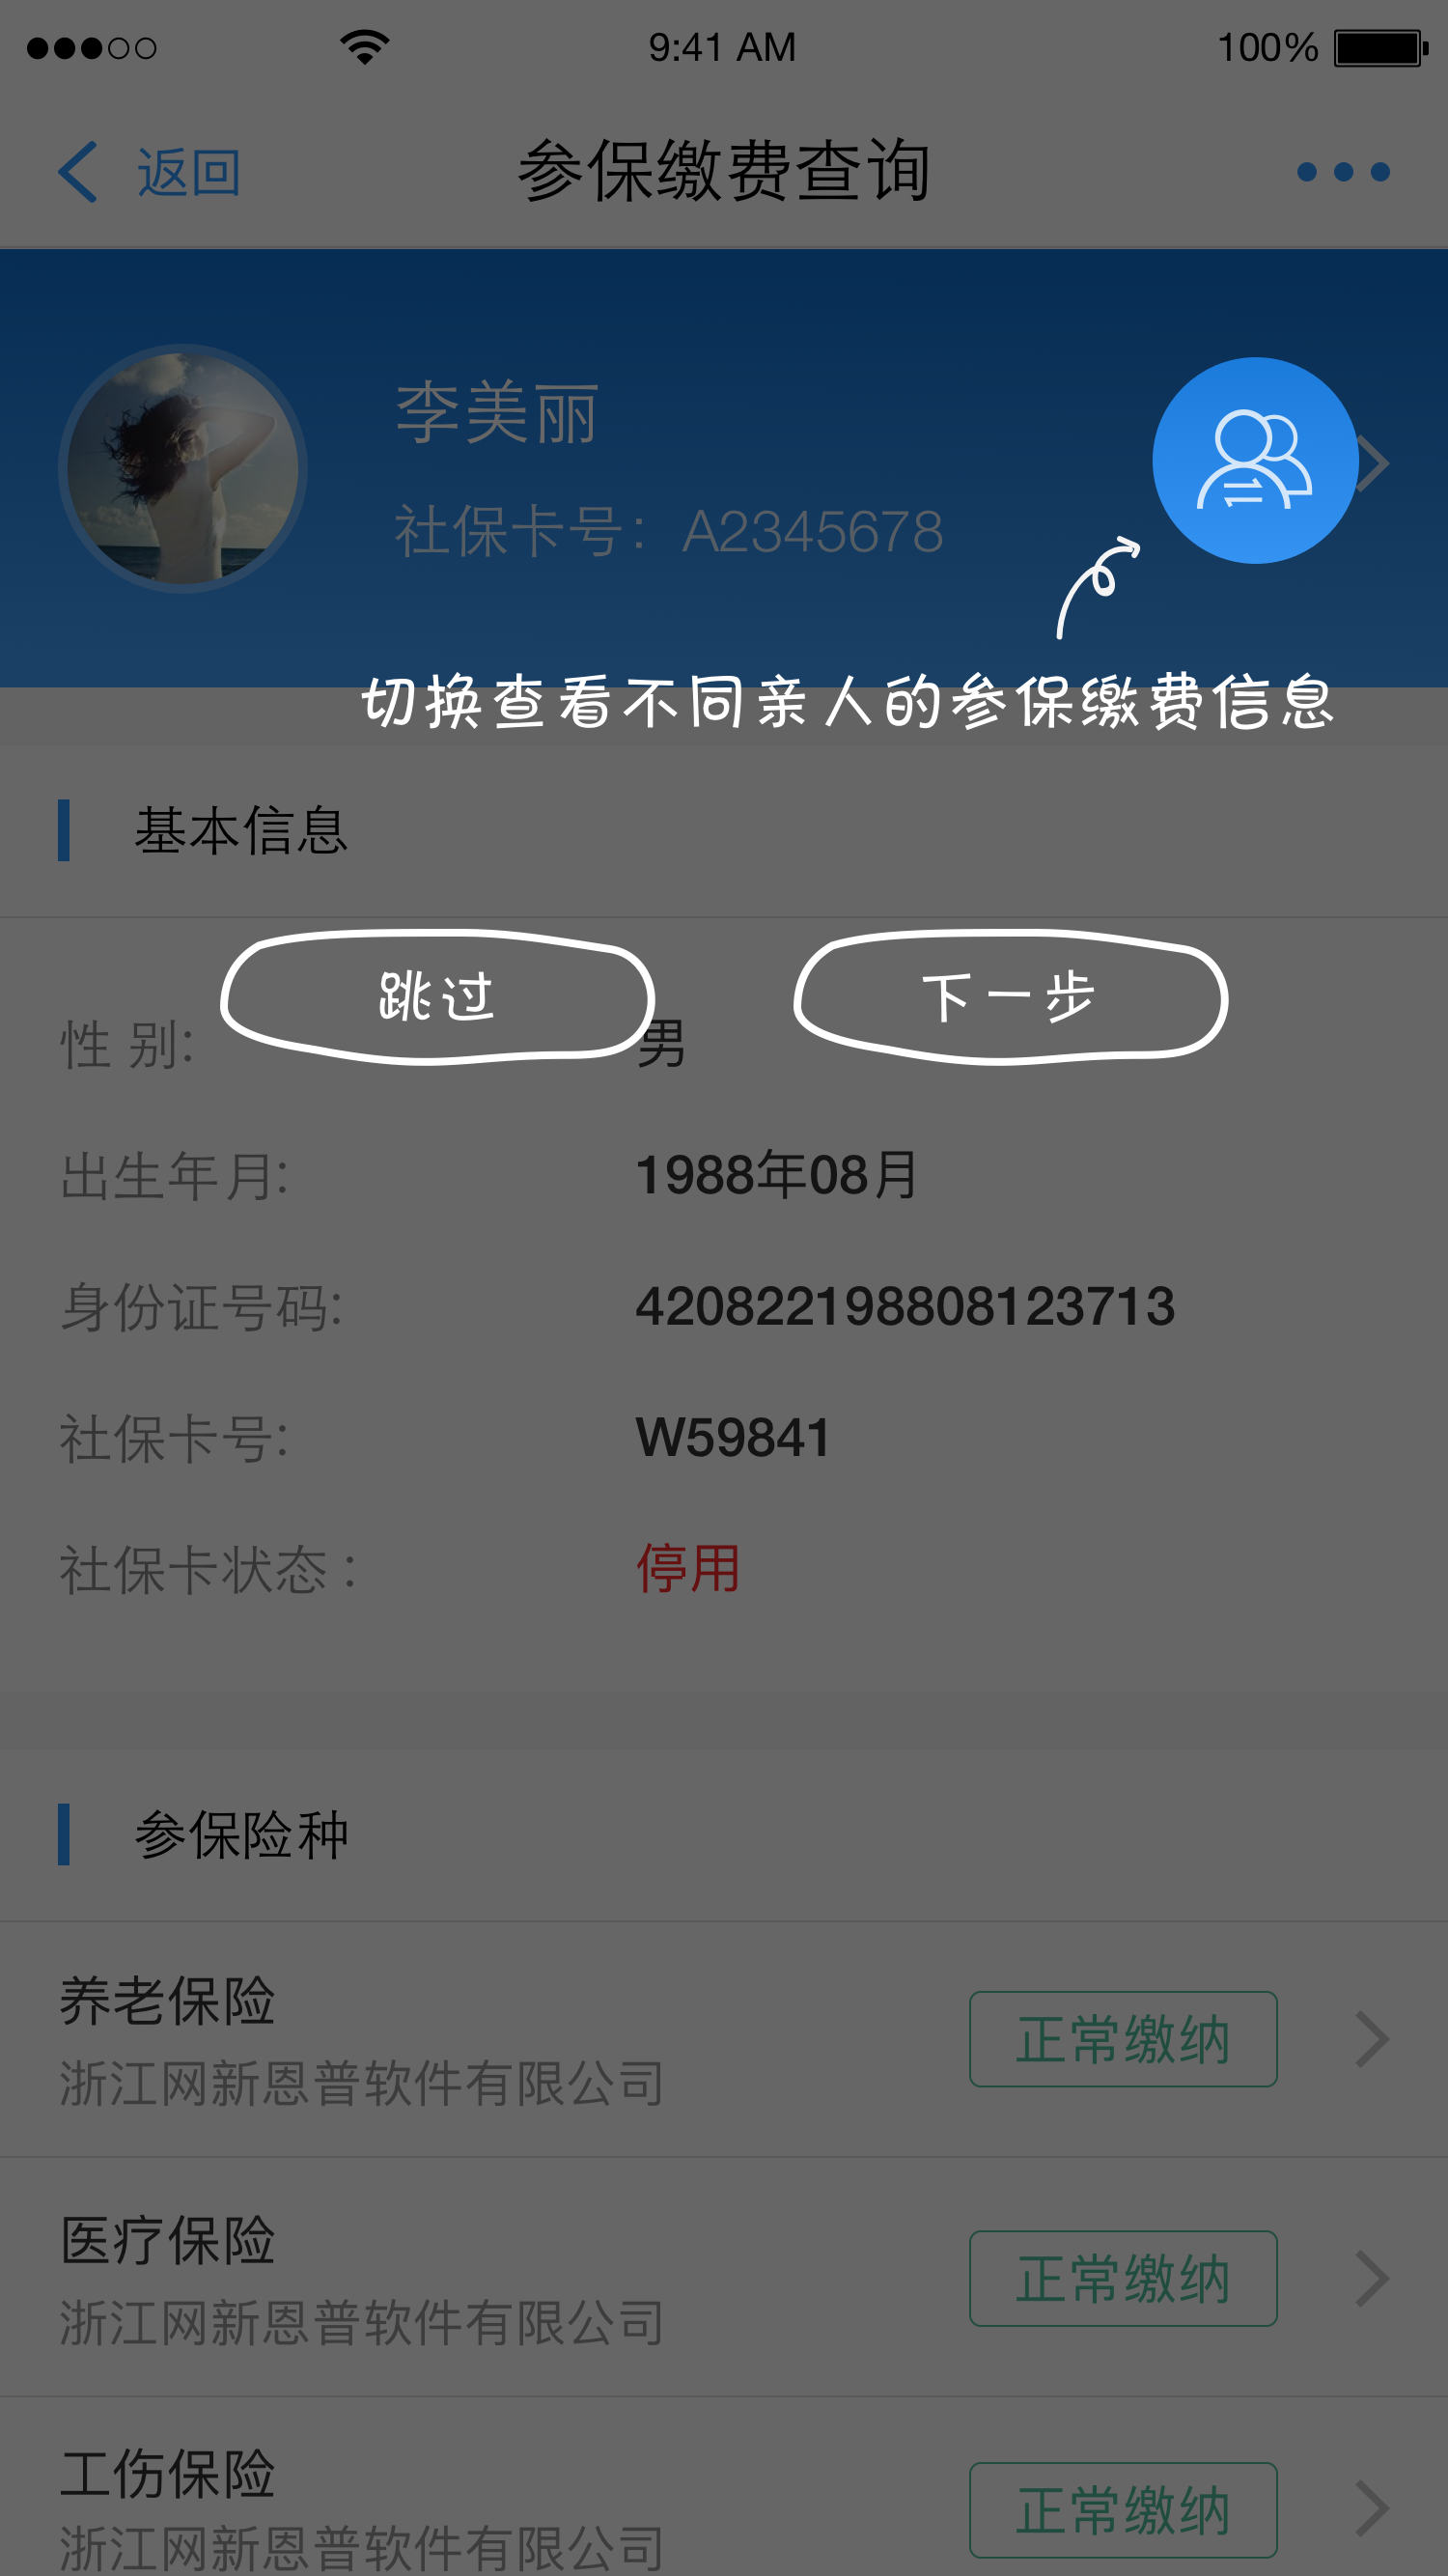 9:41 AM 100%
返回 参保缴费查询
李美丽
社保卡号：A2345678
切换查看不同亲人的参保缴费信息
基本信息
跳过 下一步
性 别: 男
出生年月: 1988年08月
身份证号码: 420822198808123713
社保卡号: W59841
社保卡状态 : 停用
参保险种
养老保险
浙江网新恩普软件有限公司
正常缴纳
医疗保险
浙江网新恩普软件有限公司
正常缴纳
工伤保险
浙江网新恩普软件有限公司
正常缴纳